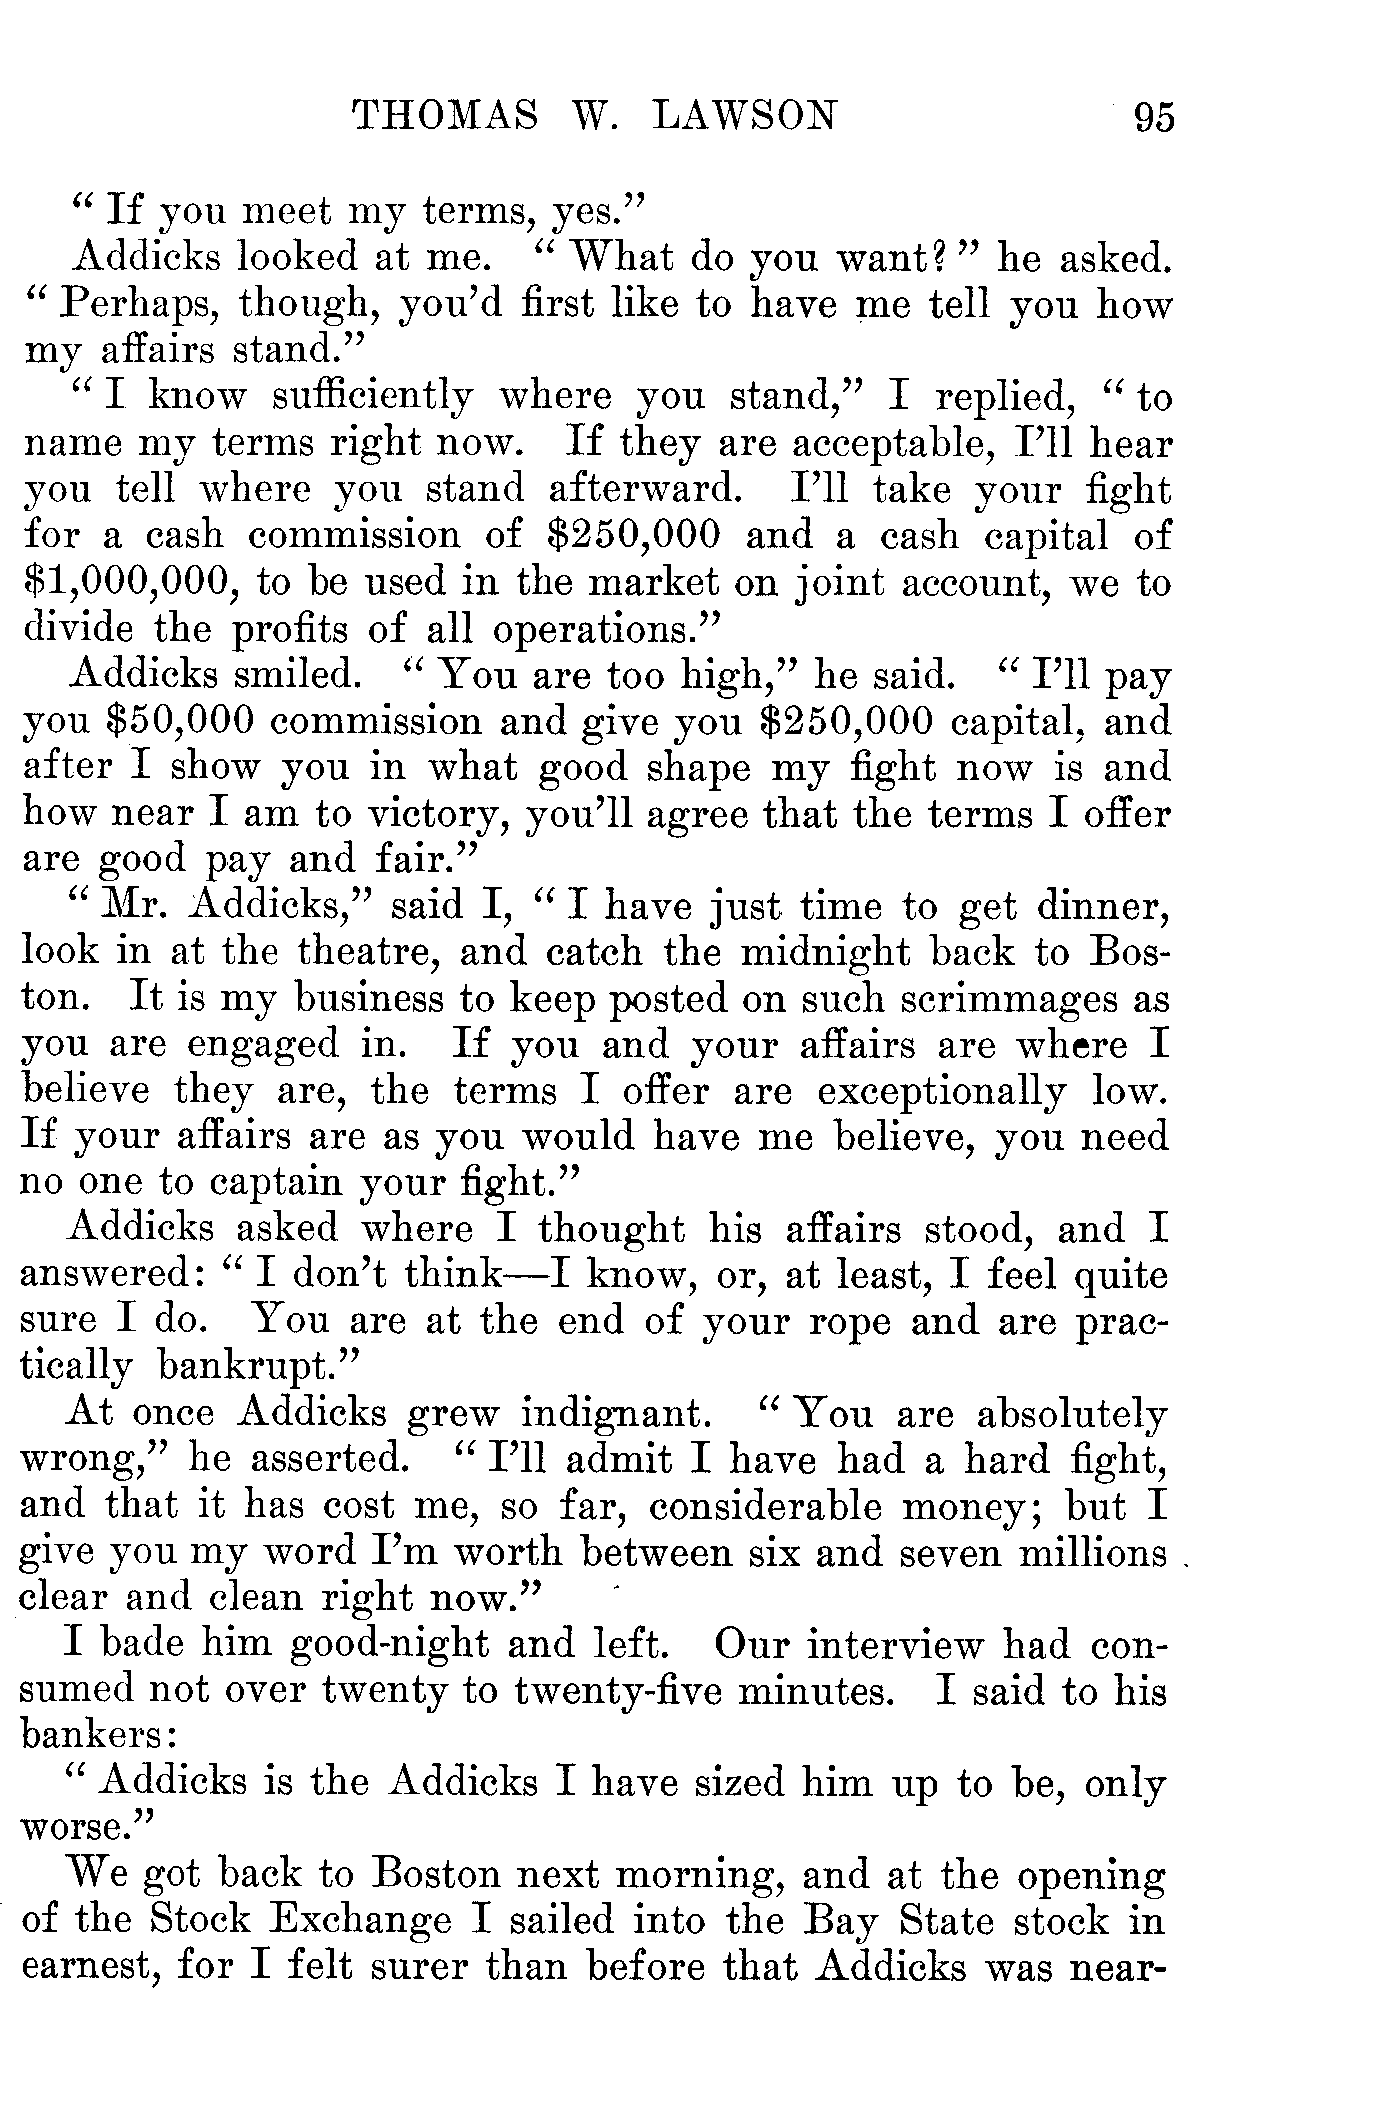 THOMAS W. LAWSON 95
“ If you meet my terms, yes.”
Addicks looked at me. “ What do you want? ” he asked.
“ Perhaps, though, you’d first like to have me tell you how
my affairs stand.”
“ I know sufficiently where you stand,” I replied, “ to
name my terms right now. If they are acceptable, I’ll hear
you tell where you stand afterward. I’ll take your fight
for a cash commission of $250,000 and a cash capital of
$1,000,000, to be used in the market on joint account, we to
divide the profits of all operations.”
Addicks smiled. “ You are too high,” he said. “ I’ll pay
you $50,000 commission and give you $250,000 capital, and
after I show you in what good shape my fight now is and
how near I am to victory, you’ll agree that the terms I offer
are good pay and fair.”
“ Mr. Addicks,” said I, “ I have just time to get dinner,
look in at the theatre, and catch the midnight back to Bos-
ton. It is my business to keep posted on such scrimmages as
you are engaged in. If you and your affairs are where I
believe they are, the terms I offer are exceptionally low.
If your affairs are as you would have me believe, you need
no one to captain your fight.”
Addicks asked where I thought his affairs stood, and I
answered: “ I don’t think—I know, or, at least, I feel quite
sure I do. You are at the end of your rope and are prac-
tically bankrupt.”
At once Addicks grew indignant. “ You are absolutely
wrong,” he asserted. “ I’ll admit I have had a hard fight,
and that it has cost me, so far, considerable money; but I
give you my word I’m worth between six and seven millions
clear and clean right now.”
I bade him good-night and left. Our interview had con-
sumed not over twenty to twenty-five minutes. I said to his
bankers:
“ Addicks is the Addicks I have sized him up to be, only
worse.”
We got back to Boston next morning, and at the opening
of the Stock Exchange I sailed into the Bay State stock in
earnest, for I felt surer than before that Addicks was near-